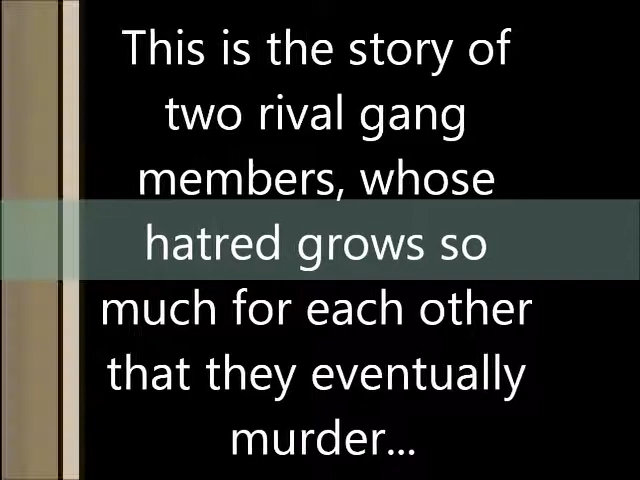 This is the story of
two rival gang
members, whose
hatred grows so
much for each other
that they eventually
murder...